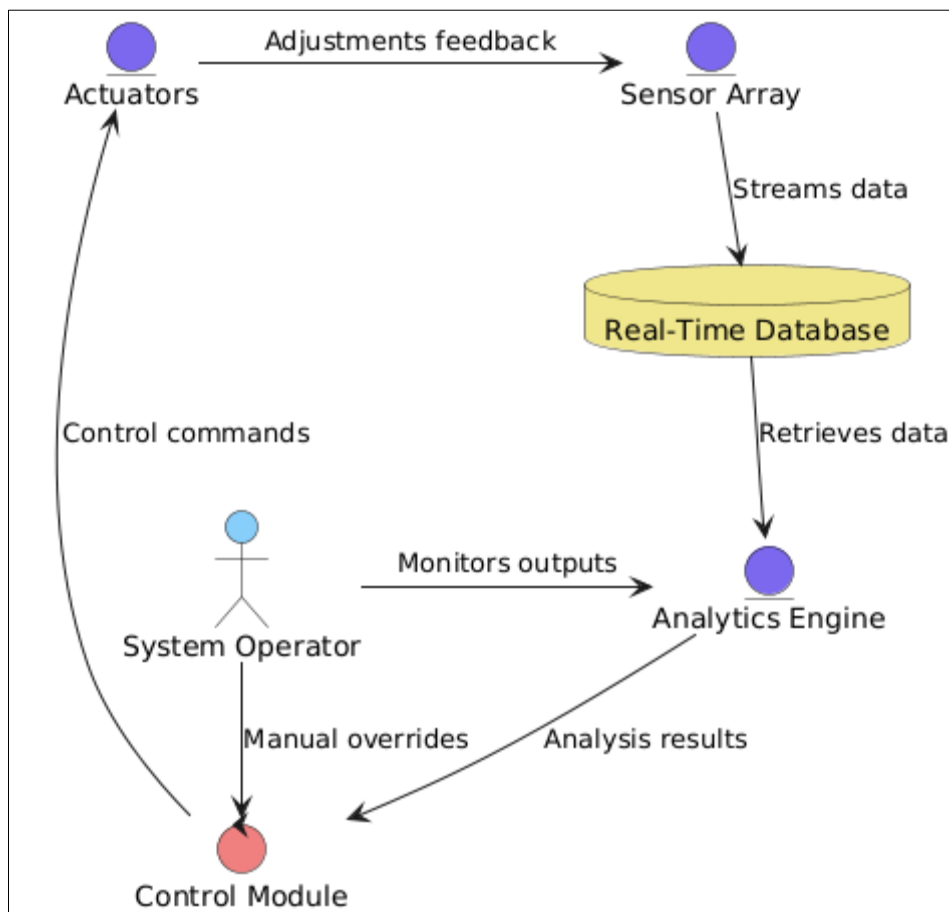 Adjustments feedback
Actuators
Sensor Array
Streams data
Real-Time Database
Control commands
Retrieves data
Monitors outputs
System Operator
Analytics Engine
Manual overrides
Analysis results
Control Module